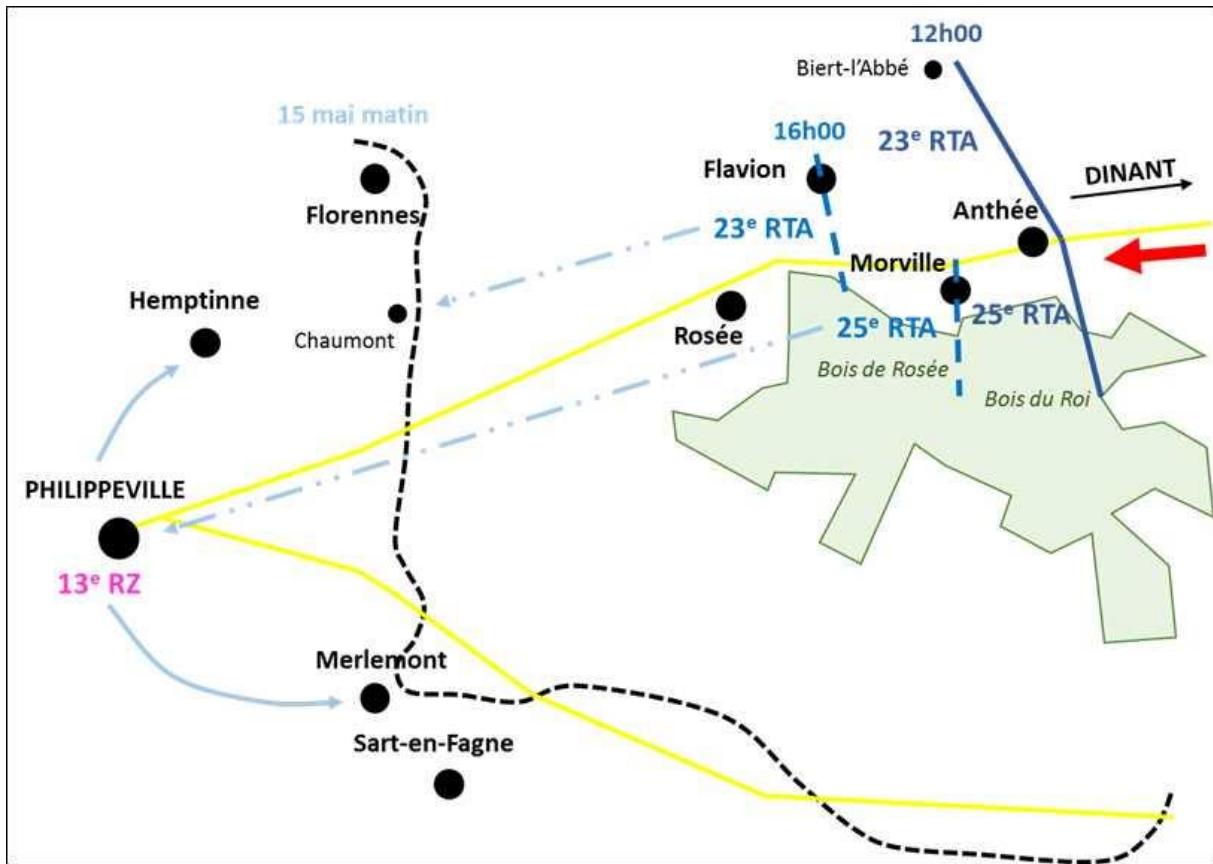 12h00
Biert-l'Abbé
15 mai matin
16h00
23ᵉ RTA
Flavion
DINANT
Florennes
Anthée
23ᵉ RTA
Morville
Hemptinne
Chaumont
Rosée
25ᵉ RTA
25ᵉ RTA
Bois de Rosée
Bois du Roi
PHILIPPEVILLE
13ᵉ RZ
Merlemont
Sart-en-Fagne